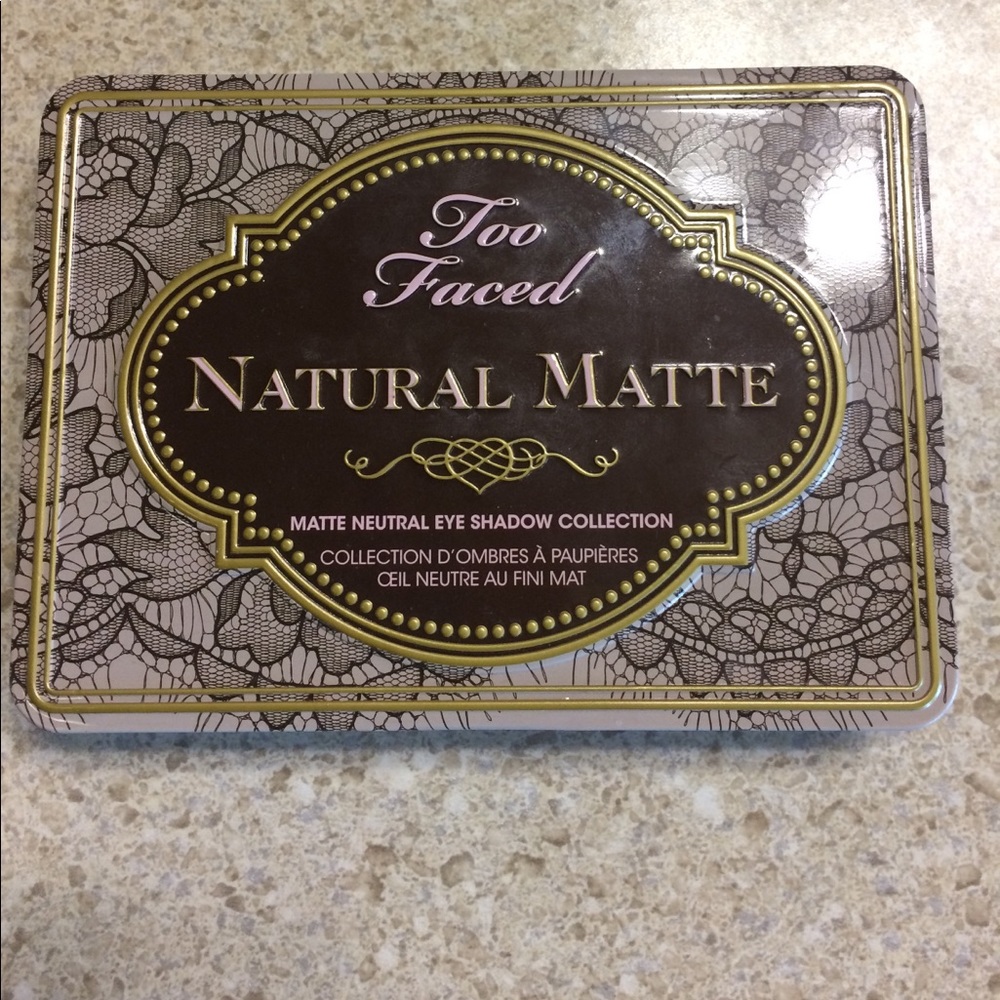 Too
Faced
NATURAL MATTE
MATTE NEUTRAL EYE SHADOW COLLECTION
COLLECTION D'OMBRES À PAUPIÈRES
ŒIL NEUTRE AU FINI MAT